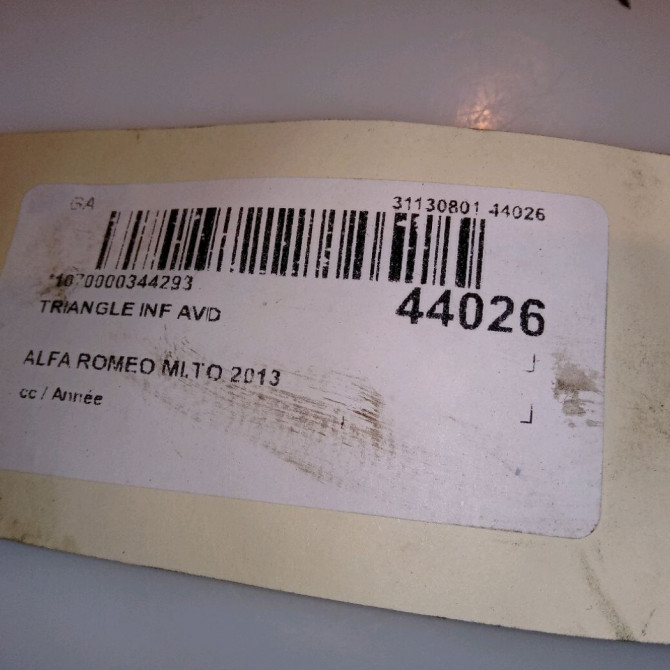 GA 31130801 44026
1070000344293
44026
TRIANGLE INF AVD
ALFA ROMEO MI.TO 2013
cc / Année